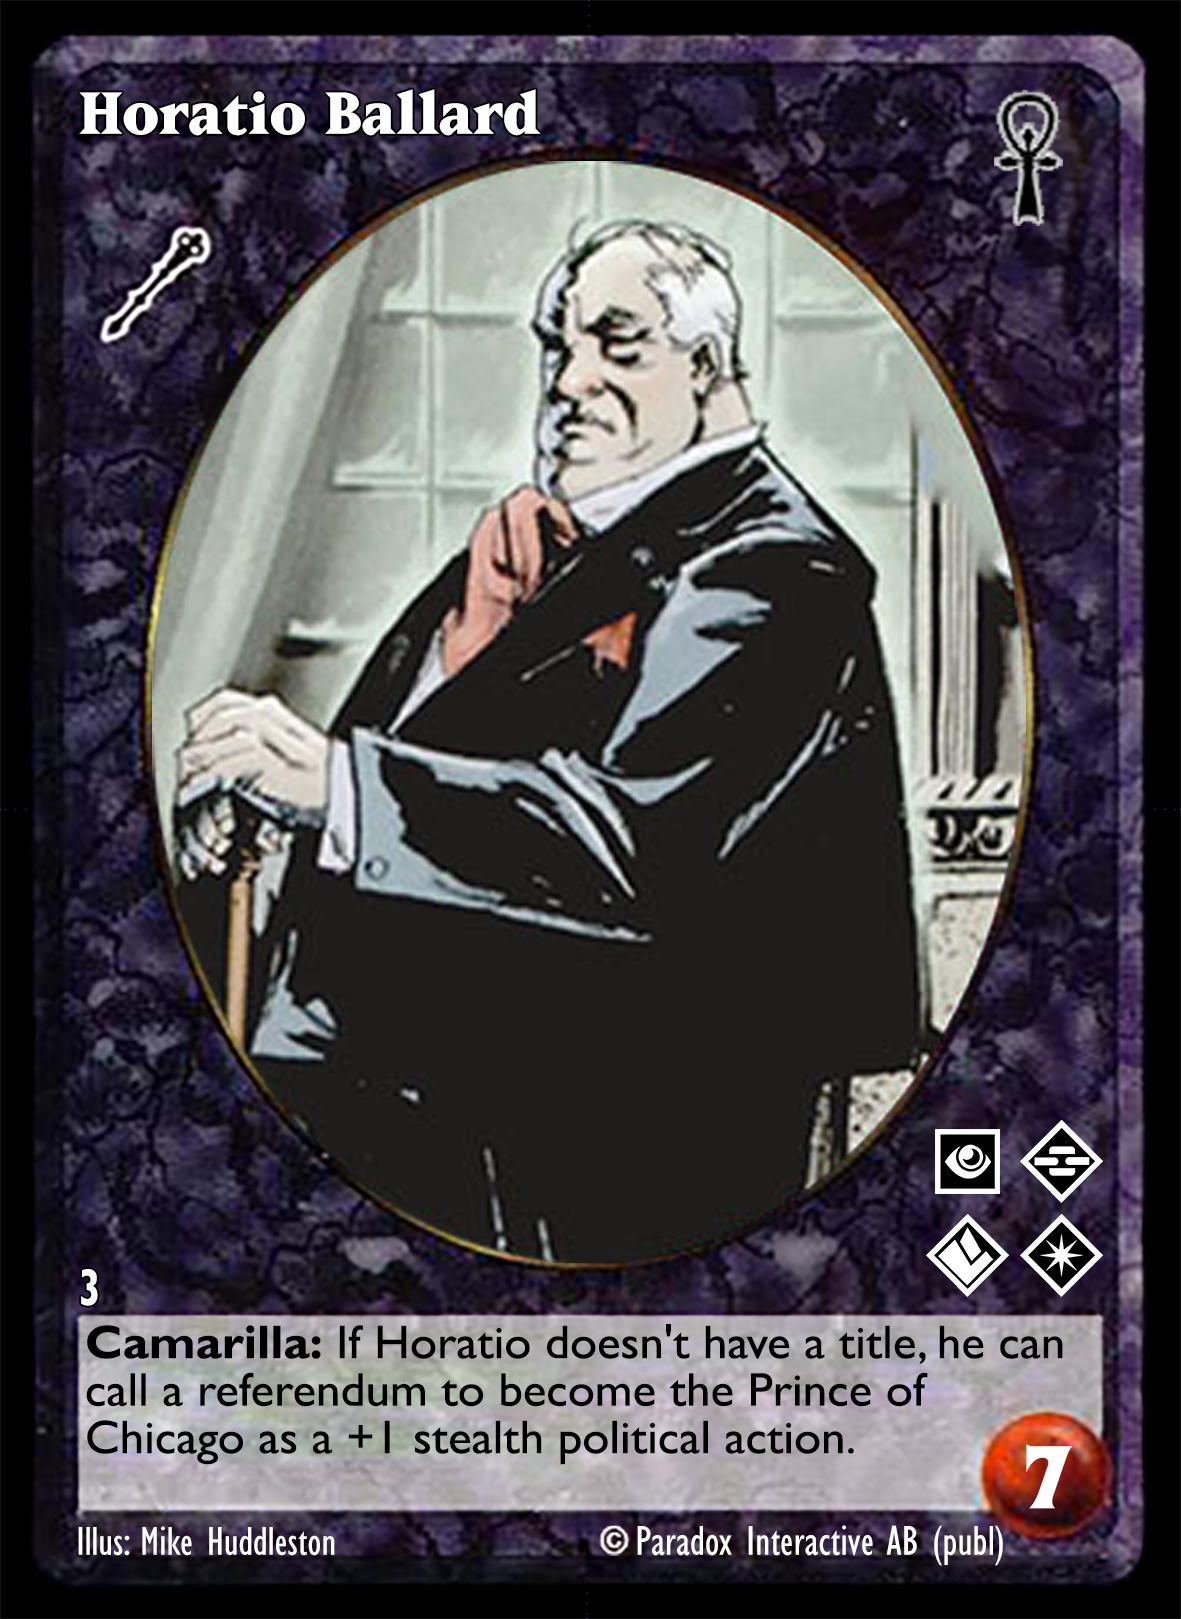 Horatio Ballard
3
Camarilla: If Horatio doesn't have a title, he can
call a referendum to become the Prince of
Chicago as a +1 stealth political action.
7
Illus: Mike Huddleston
© Paradox Interactive AB (publ)